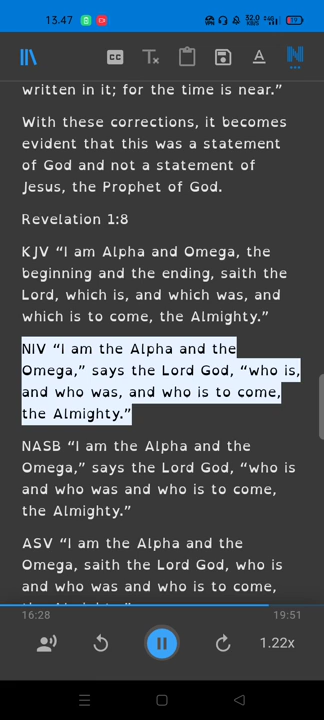 13.47
written in it; for the time is near.”
With these corrections, it becomes
evident that this was a statement
of God and not a statement of
Jesus, the Prophet of God.
Revelation 1:8
KJV “I am Alpha and Omega, the
beginning and the ending, saith the
Lord, which is, and which was, and
which is to come, the Almighty.”
NIV “I am the Alpha and the
Omega,” says the Lord God, “who is,
and who was, and who is to come,
the Almighty.”
NASB “I am the Alpha and the
Omega,” says the Lord God, “who is
and who was and who is to come,
the Almighty.”
ASV “I am the Alpha and the
Omega, saith the Lord God, who is
and who was and who is to come,
16:28 19:51
1.22x